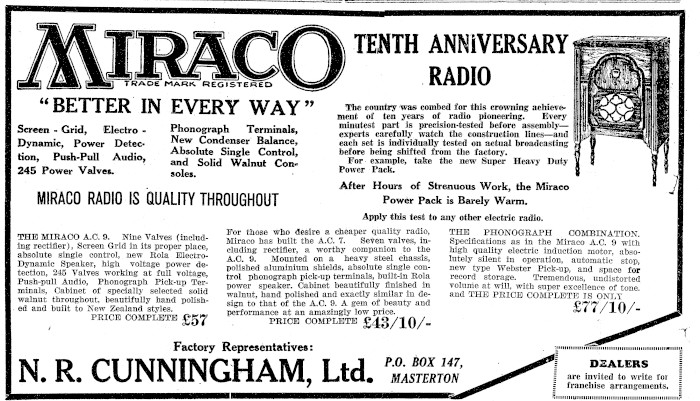 MIRACO
TRADE MARK REGISTERED
"BETTER IN EVERY WAY"
Screen - Grid, Electro -
Dynamic, Power Detec-
tion, Push-Pull Audio,
245 Power Valves.
Phonograph Terminals,
New Condenser Balance,
Absolute Single Control,
and Solid Walnut Con-
soles.
MIRACO RADIO IS QUALITY THROUGHOUT
TENTH ANNIVERSARY
RADIO
The country was combed for this crowning achieve-
ment of ten years of radio pioneering. Every
minutest part is precision-tested before assembly—
experts carefully watch the construction lines—and
each set is individually tested on actual broadcasting
before being shifted from the factory.
For example, take the new Super Heavy Duty
Power Pack.
After Hours of Strenuous Work, the Miraco
Power Pack is Barely Warm.
Apply this test to any other electric radio.
THE MIRACO A.C. 9. Nine Valves (includ-
ing rectifier), Screen Grid in its proper place,
absolute single control, new Rola Electro-
Dynamic Speaker, high voltage power de-
tection, 245 Valves working at full voltage,
Push-pull Audio, Phonograph Pick-up Ter-
minals, Cabinet of specially selected solid
walnut throughout, beautifully hand polish-
ed and built to New Zealand styles.
PRICE COMPLETE £57
For those who desire a cheaper quality radio,
Miraco has built the A.C. 7. Seven valves, in-
cluding rectifier, a worthy companion to the
A.C. 9. Mounted on a heavy steel chassis,
polished aluminium shields, absolute single con-
trol phonograph pick-up terminals, built-in Rola
power speaker. Cabinet beautifully finished in
walnut, hand polished and exactly similar in de-
sign to that of the A.C. 9. A gem of beauty and
performance at an amazingly low price.
PRICE COMPLETE £43/10/-
THE PHONOGRAPH COMBINATION.
Specifications as in the Miraco A.C. 9 with
high quality electric induction motor, abso-
lutely silent in operation, automatic stop,
new type Webster Pick-up, and space for
record storage. Tremendous, undistorted
volume at will, with super excellence of tone
and THE PRICE COMPLETE IS ONLY
£77/10/-
Factory Representatives:
N. R. CUNNINGHAM, Ltd.
P.O. BOX 147,
MASTERTON
DEALERS
are invited to write for
franchise arrangements.